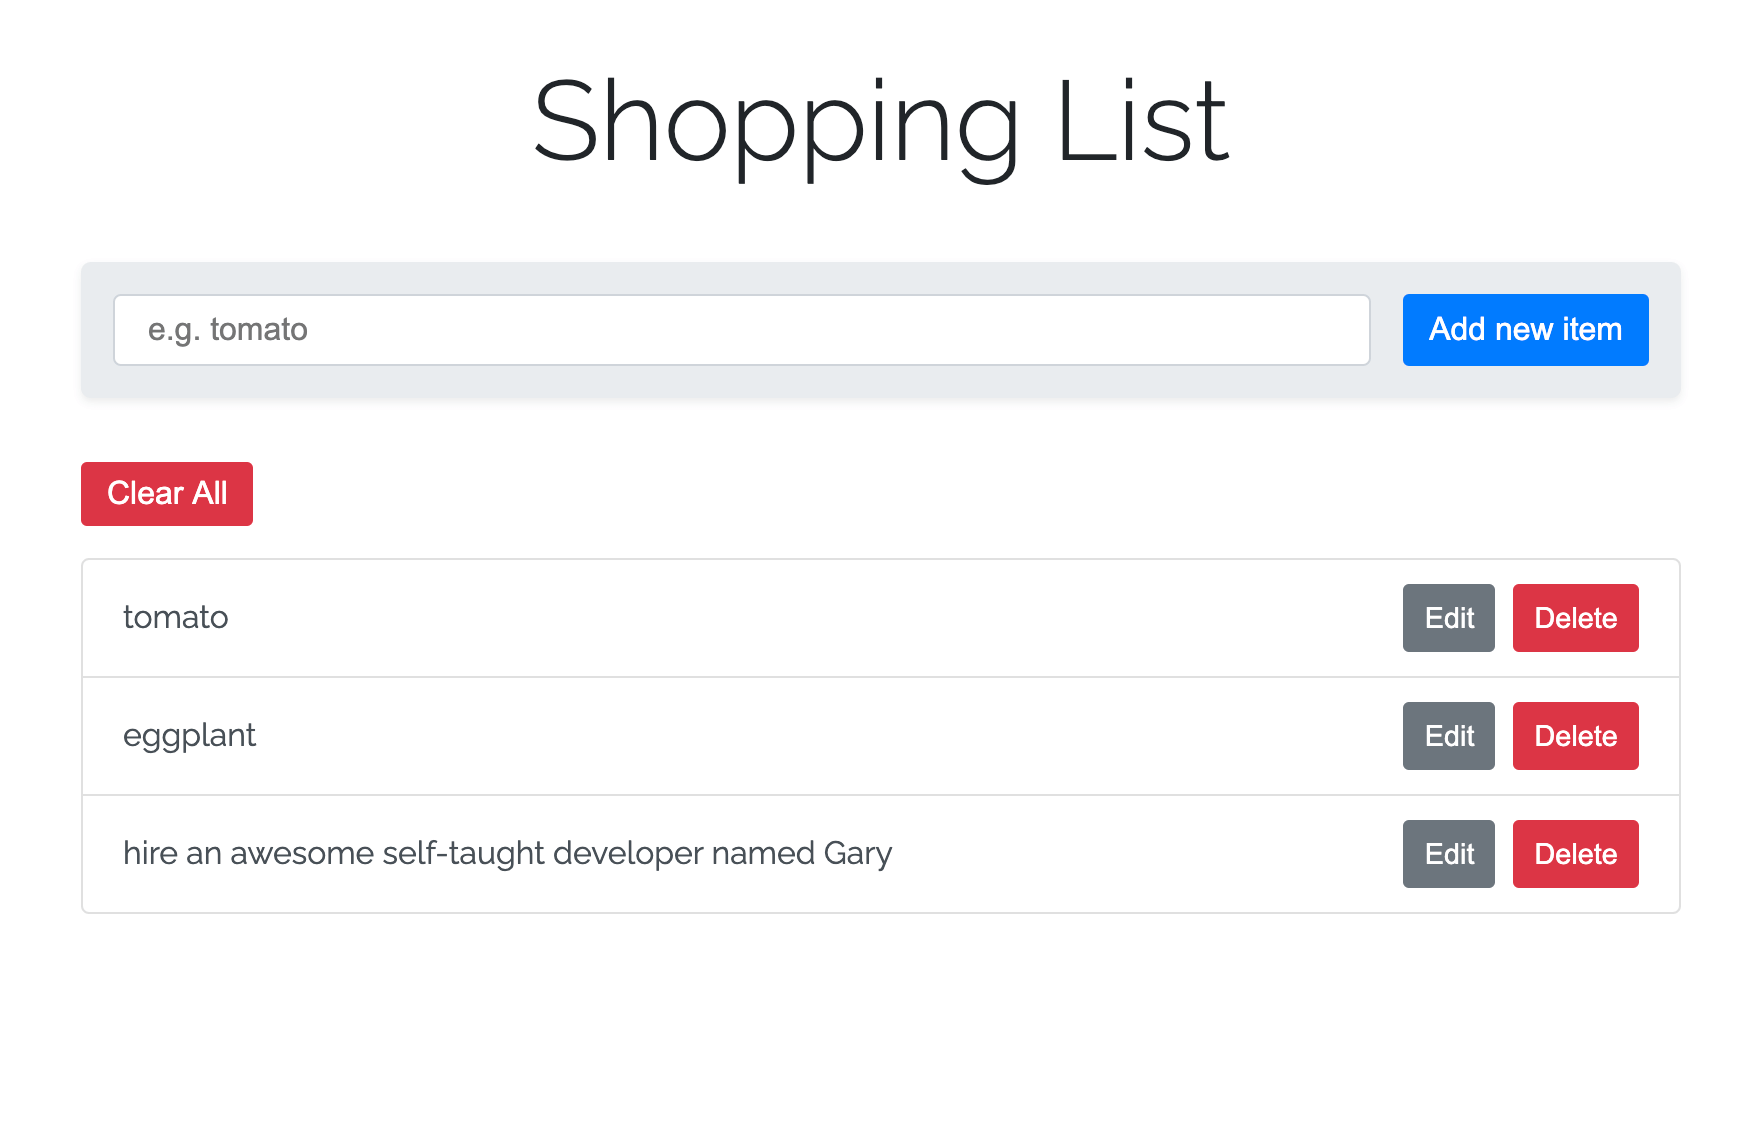 Shopping List
e.g. tomato
Add new item
Clear All
tomato
Edit
Delete
eggplant
Edit
Delete
hire an awesome self-taught developer named Gary
Edit
Delete